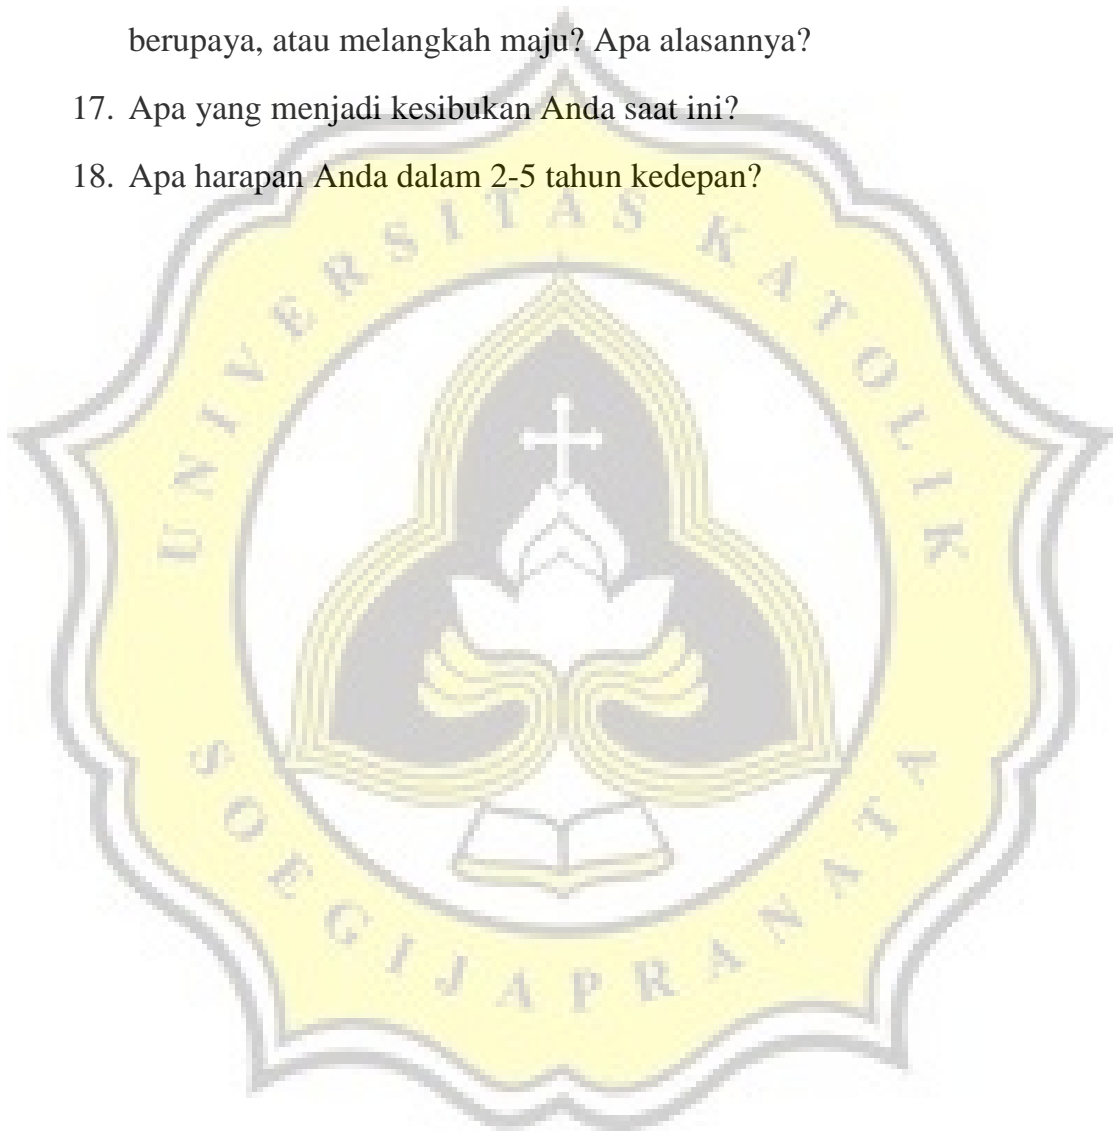 berupaya, atau melangkah maju? Apa alasannya?
17. Apa yang menjadi kesibukan Anda saat ini?
18. Apa harapan Anda dalam 2-5 tahun kedepan?
UNIVERSITAS KATOLIK
SOEGIJAPRANATA